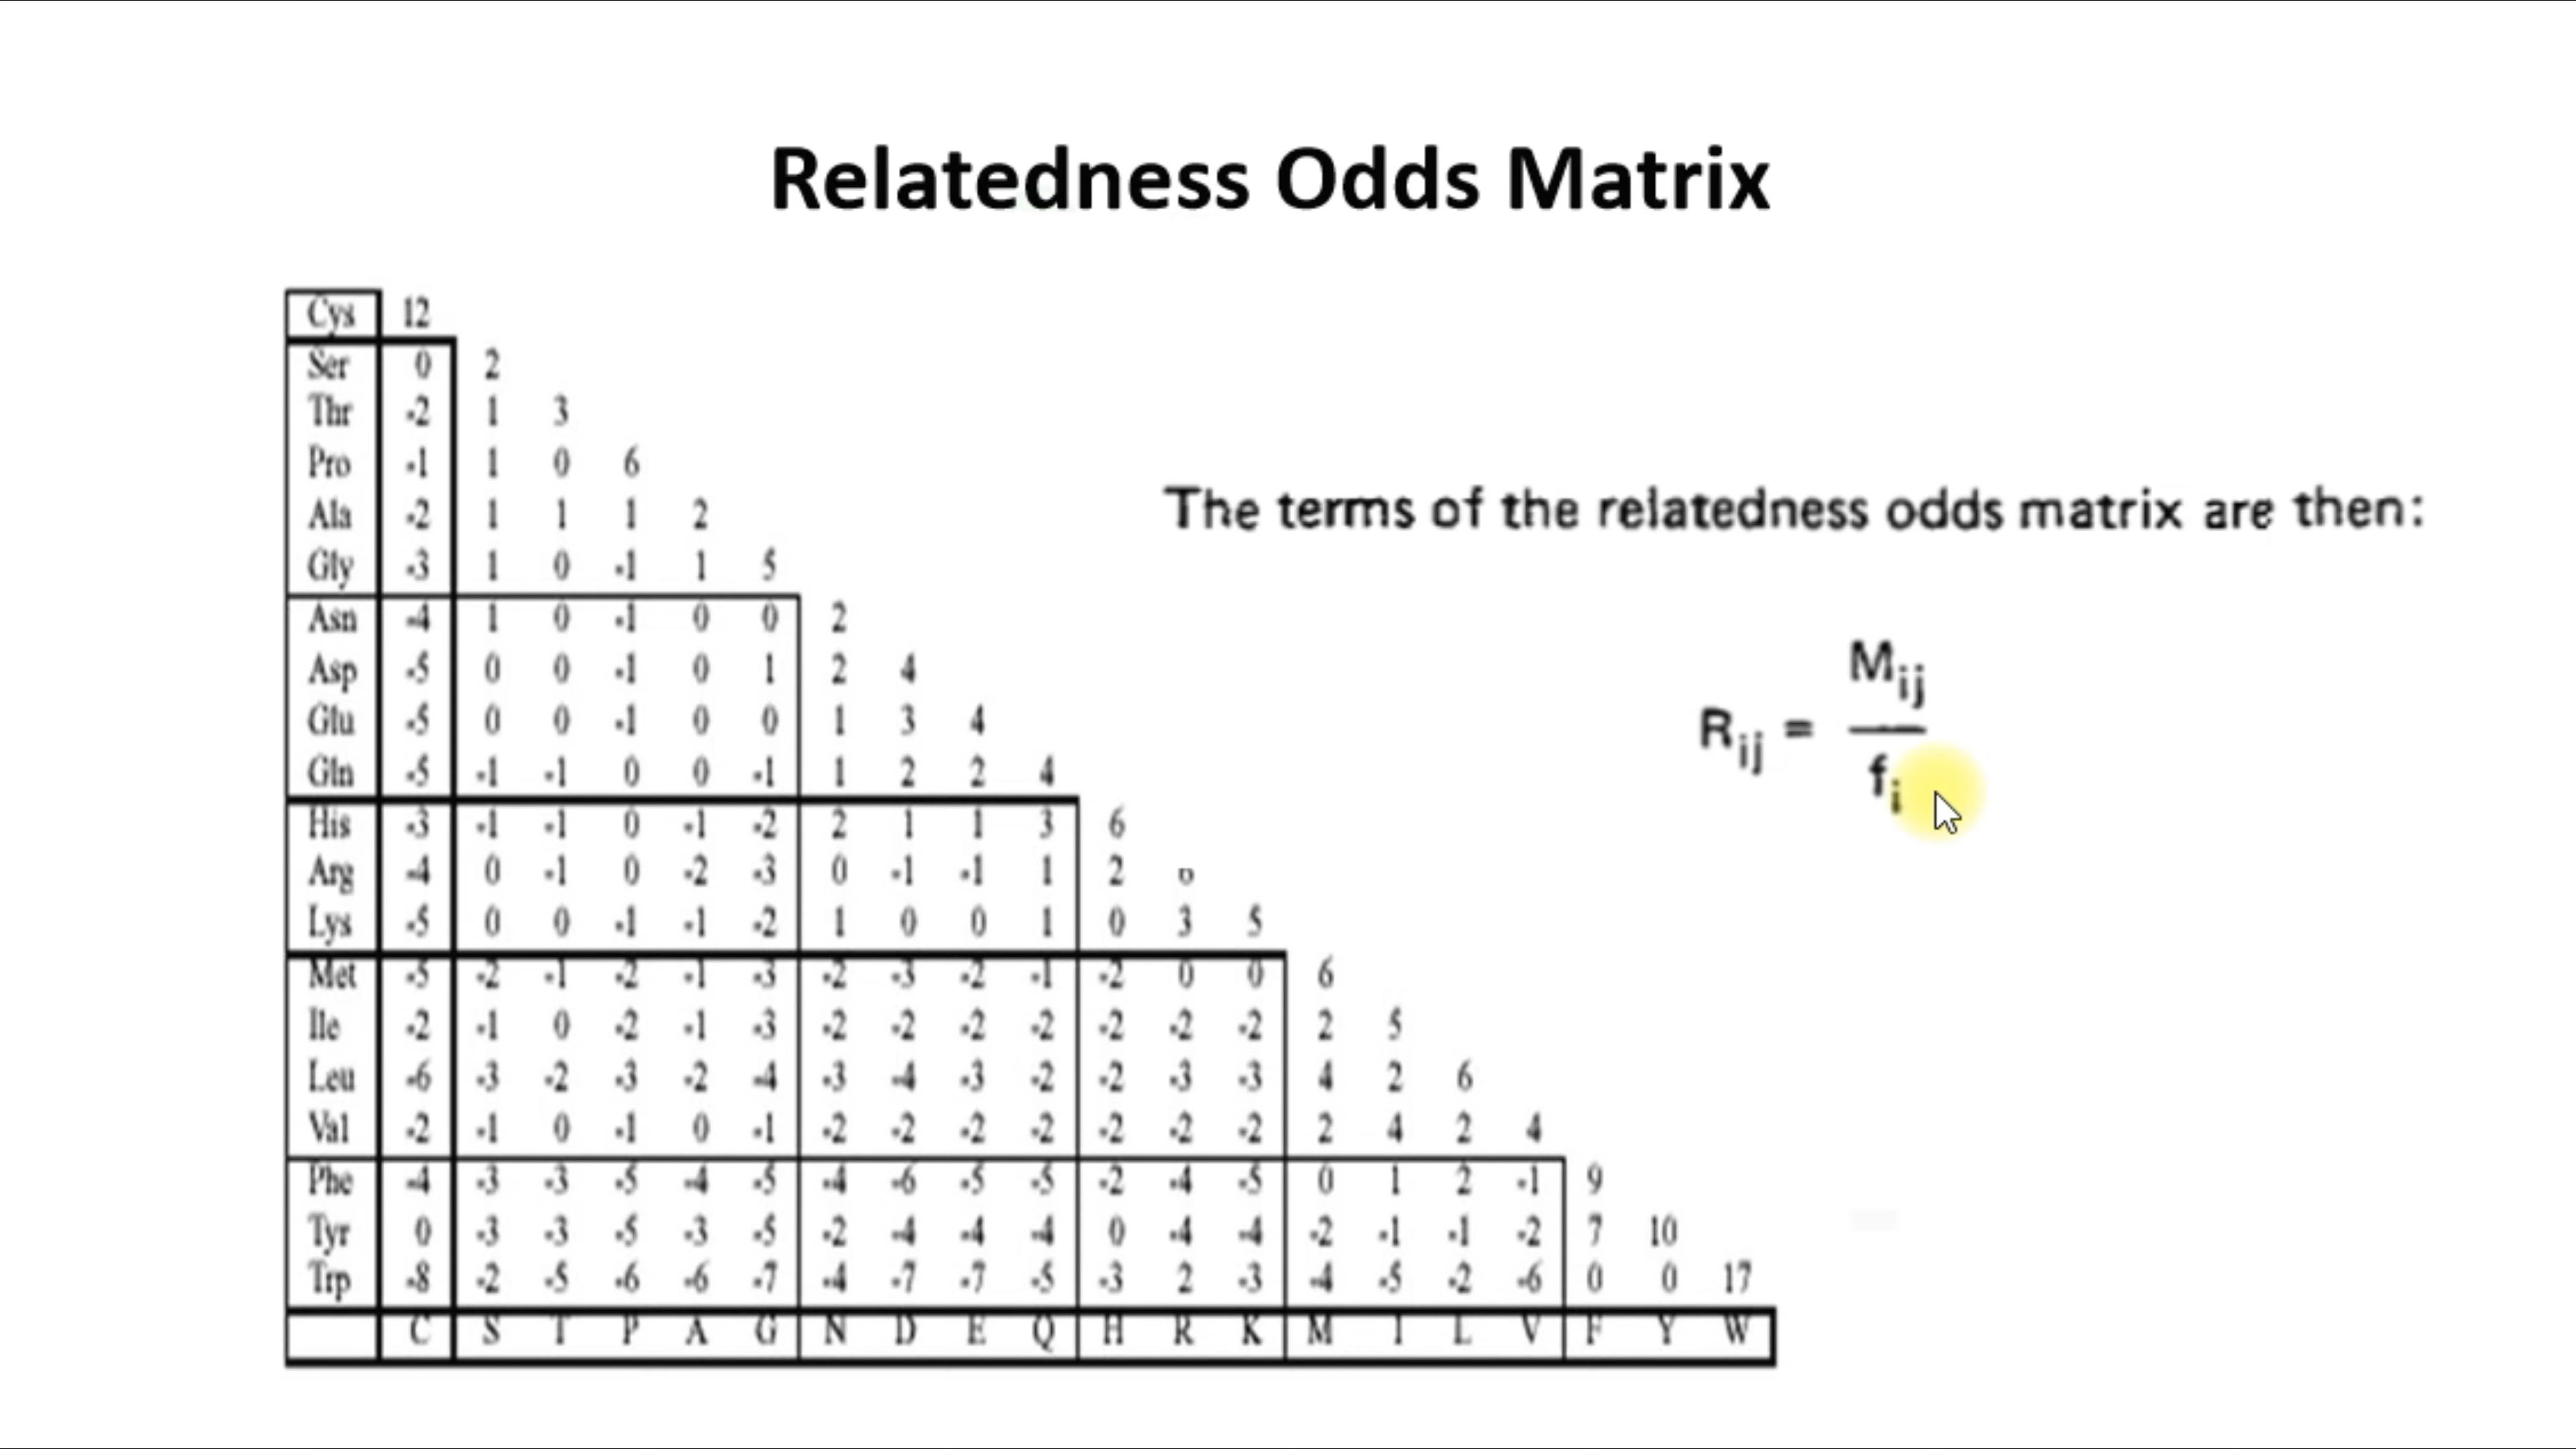 Relatedness Odds Matrix
Cys 12
Ser 0 2
Thr -2 1 3
Pro -1 1 0 6
Ala -2 1 1 1 2
Gly -3 1 0 -1 1 5
Asn -4 1 0 -1 0 0 2
Asp -5 0 0 -1 0 1 2 4
Glu -5 0 0 -1 0 0 1 3 4
Gln -5 -1 -1 0 0 -1 1 2 2 4
His -3 -1 -1 0 -1 -2 2 1 1 3 6
Arg -4 0 -1 0 -2 -3 0 -1 -1 1 2
Lys -5 0 0 -1 -1 -2 1 0 0 1 0 3 5
Met -5 -2 -1 -2 -1 -3 -2 -3 -2 -1 -2 0 0 6
Ile -2 -1 0 -2 -1 -3 -2 -2 -2 -2 -2 -2 -2 2 5
Leu -6 -3 -2 -3 -2 -4 -3 -4 -3 -2 -2 -3 -3 4 2 6
Val -2 -1 0 -1 0 -1 -2 -2 -2 -2 -2 -2 -2 2 4 2 4
Phe -4 -3 -3 -5 -4 -5 -4 -6 -5 -5 -2 -4 -5 0 1 2 -1 9
Tyr 0 -3 -3 -5 -3 -5 -2 -4 -4 -4 0 -4 -4 -2 -1 -1 -2 7 10
Trp -8 -2 -5 -6 -6 -7 -4 -7 -7 -5 -3 2 -3 -4 -5 -2 -6 0 0 17
C S T P A G N D E Q H R K M I L V F Y W
The terms of the relatedness odds matrix are then:
M_ij
R_ij =
f_i